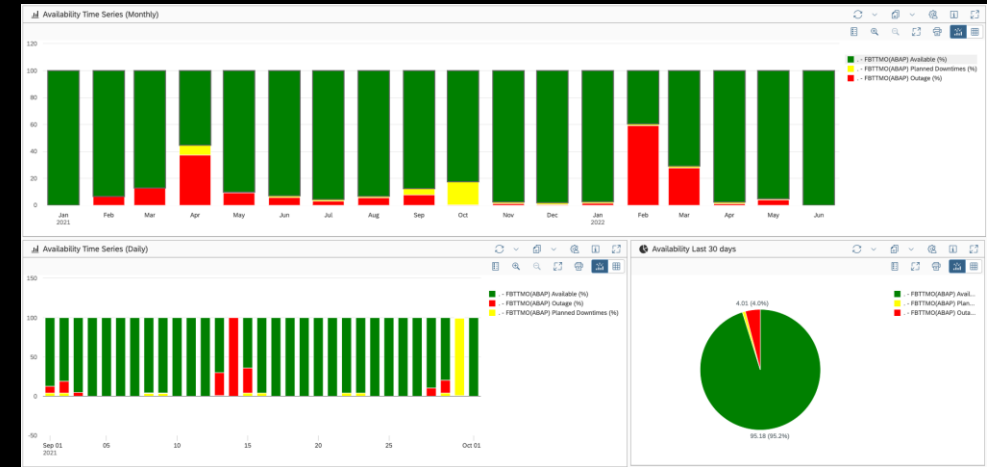 Availability Time Series (Monthly)
120
100
80
60
40
20
0
Jan
2021
Feb
Mar
Apr
May
Jun
Jul
Aug
Sep
Oct
Nov
Dec
Jan
2022
Feb
Mar
Apr
May
Jun
. - FBTTMO(ABAP) Available (%)
. - FBTTMO(ABAP) Planned Downtimes (%)
. - FBTTMO(ABAP) Outage (%)
Availability Time Series (Daily)
150
100
50
0
-50
Sep 01
2021
05
10
15
20
25
Oct 01
. - FBTTMO(ABAP) Available (%)
. - FBTTMO(ABAP) Outage (%)
. - FBTTMO(ABAP) Planned Downtimes (%)
Availability Last 30 days
4.01 (4.0%)
95.18 (95.2%)
. - FBTTMO(ABAP) Avail...
. - FBTTMO(ABAP) Plan...
. - FBTTMO(ABAP) Outa...